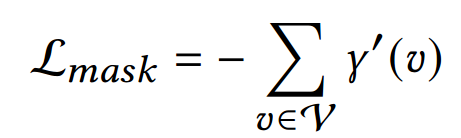 ℒ_{mask} = − ∑_{v∈𝒱} γ′(v)